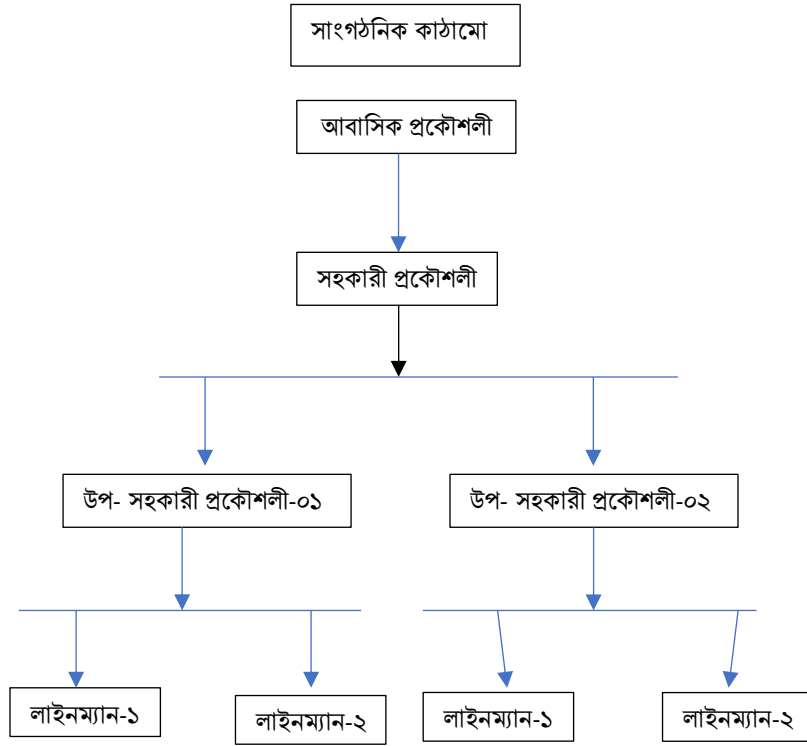 সাংগঠনিক কাঠামো
আবাসিক প্রকৌশলী
সহকারী প্রকৌশলী
উপ- সহকারী প্রকৌশলী-০১
উপ- সহকারী প্রকৌশলী-০২
লাইনম্যান-১
লাইনম্যান-২
লাইনম্যান-১
লাইনম্যান-২